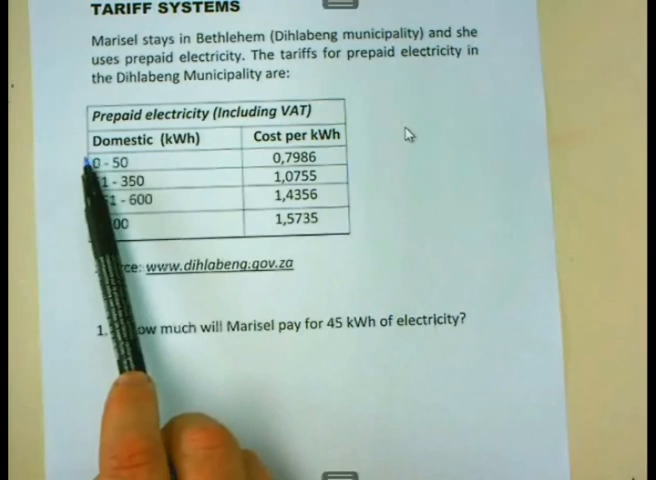 TARIFF SYSTEMS
Marisel stays in Bethlehem (Dihlabeng municipality) and she
uses prepaid electricity. The tariffs for prepaid electricity in
the Dihlabeng Municipality are:
Prepaid electricity (Including VAT)
Domestic (kWh) Cost per kWh
0 - 50 0,7986
1 - 350 1,0755
1 - 600 1,4356
00 1,5735
ce: www.dihlabeng.gov.za
1. ow much will Marisel pay for 45 kWh of electricity?